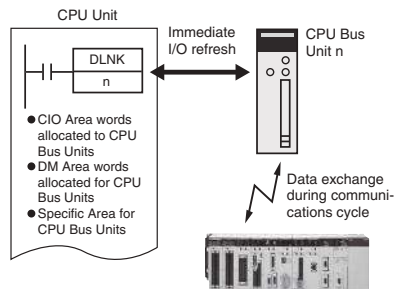 CPU Unit
DLNK
n
●CIO Area words
allocated to CPU
Bus Units
●DM Area words
allocated for CPU
Bus Units
●Specific Area for
CPU Bus Units
Immediate
I/O refresh
CPU Bus
Unit n
Data exchange
during communi-
cations cycle